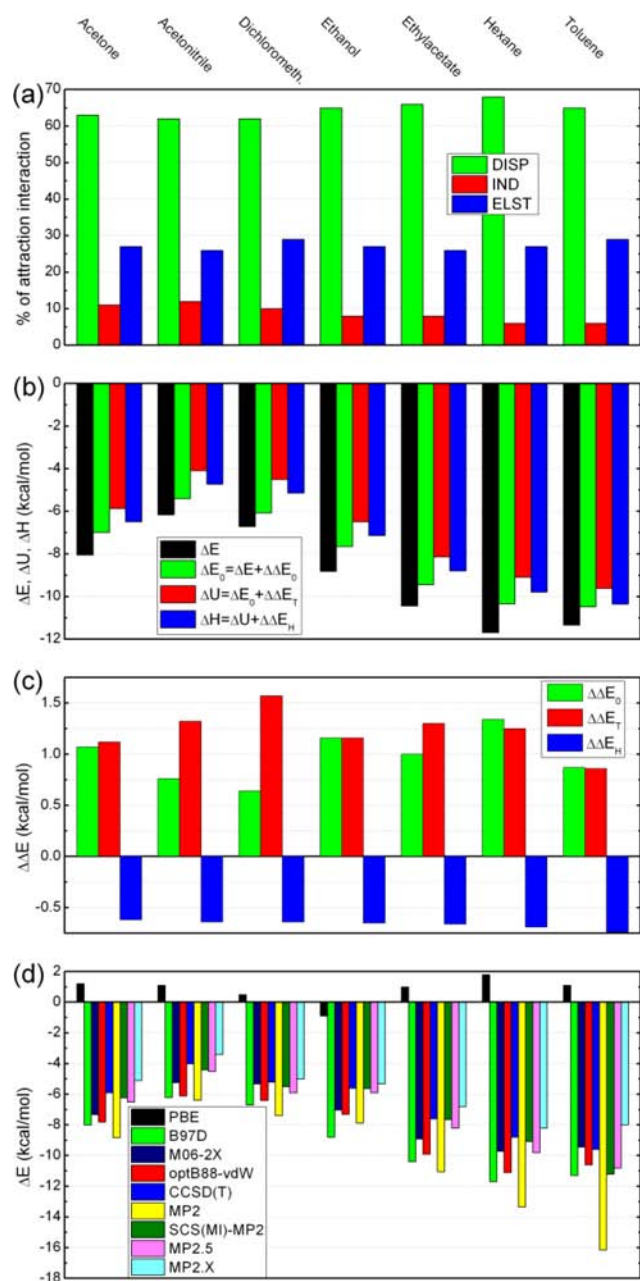 Acetone Acetonitrile Dichlorometh. Ethanol Ethylacetate Hexane Toluene
(a)
% of attraction interaction
70
60
50
40
30
20
10
0
DISP
IND
ELST
(b)
ΔE, ΔU, ΔH (kcal/mol)
0
-2
-4
-6
-8
-10
-12
ΔE
ΔE₀=ΔE+ΔΔE₀
ΔU=ΔE₀+ΔΔE_T
ΔH=ΔU+ΔΔE_H
(c)
ΔΔE (kcal/mol)
1.5
1.0
0.5
0.0
-0.5
ΔΔE₀
ΔΔE_T
ΔΔE_H
(d)
ΔE (kcal/mol)
2
0
-2
-4
-6
-8
-10
-12
-14
-16
-18
PBE
B97D
M06-2X
optB88-vdW
CCSD(T)
MP2
SCS(MI)-MP2
MP2.5
MP2.X